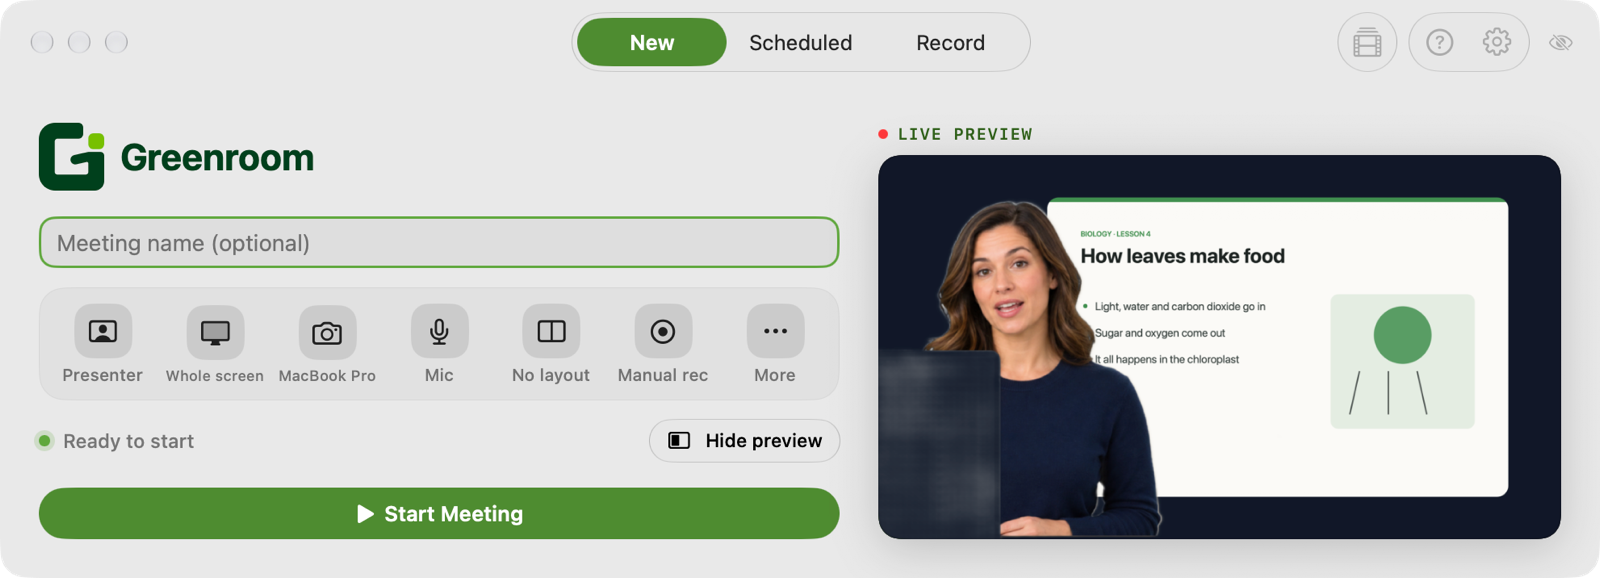 New
Scheduled
Record
Greenroom
LIVE PREVIEW
Meeting name (optional)
BIOLOGY · LESSON 4
How leaves make food
Light, water and carbon dioxide go in
Sugar and oxygen come out
It all happens in the chloroplast
Presenter
Whole screen
MacBook Pro
Mic
No layout
Manual rec
More
Ready to start
Hide preview
Start Meeting